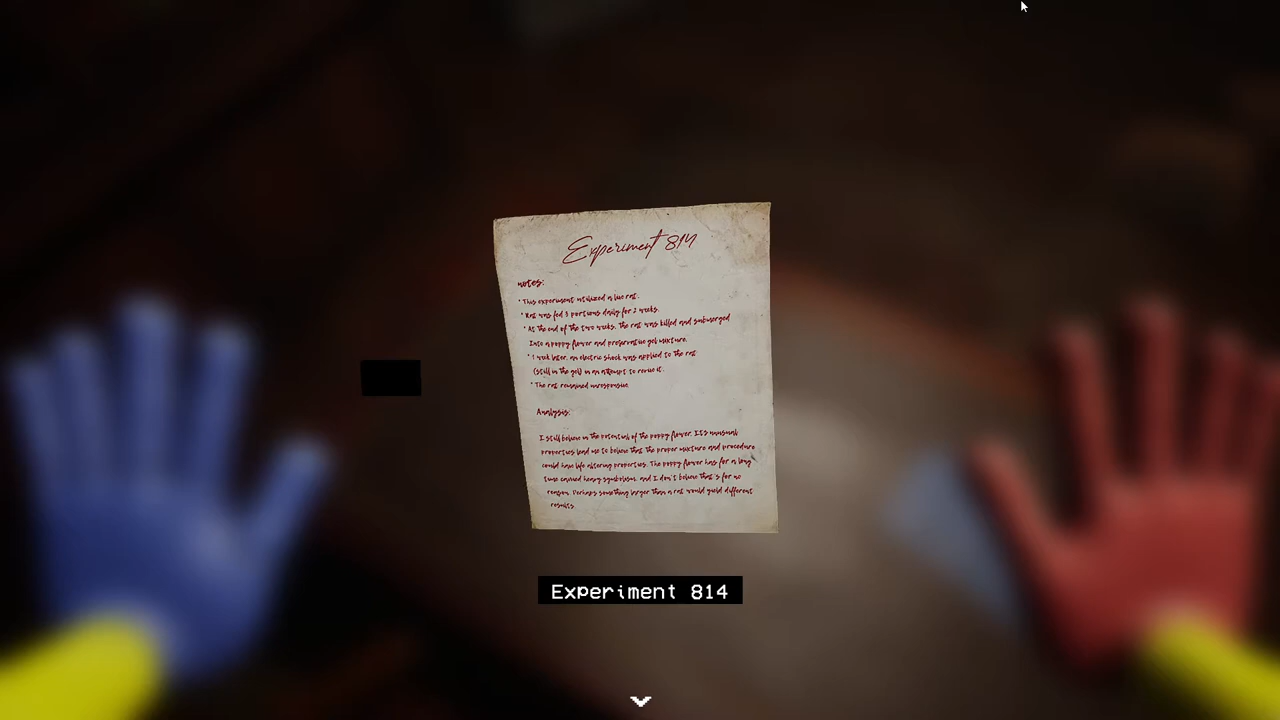 Experiment 814
notes:
* This experiment utilized a live rat.
* Rat was fed 3 portions daily for 2 weeks.
* At the end of the two weeks, the rat was killed and submerged
Into a poppy flower and preservative gel mixture.
* 1 week later, an electric shock was applied to the rat
(still in the gel) in an attempt to revive it.
* The rat remained unresponsive.
Analysis:
I still believe in the potential of the poppy flower. It's unusual
properties lead me to believe that the proper mixture and procedure
could have life altering properties. The poppy flower has for a long
time carried heavy symbolism, and I don't believe that's for no
reason. Perhaps something larger than a rat would yield different
results.
Experiment 814